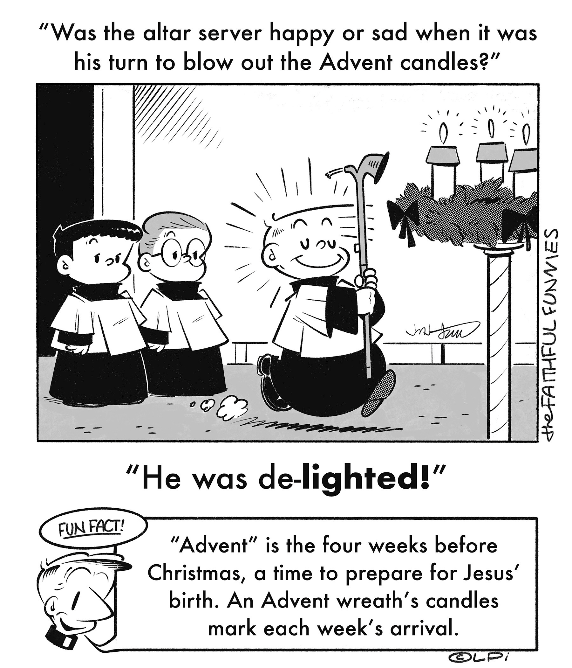 “Was the altar server happy or sad when it was
his turn to blow out the Advent candles?”
the FAITHFUL FUNNIES
“He was de-lighted!”
FUN FACT!
“Advent” is the four weeks before
Christmas, a time to prepare for Jesus’
birth. An Advent wreath’s candles
mark each week’s arrival.
©LPi